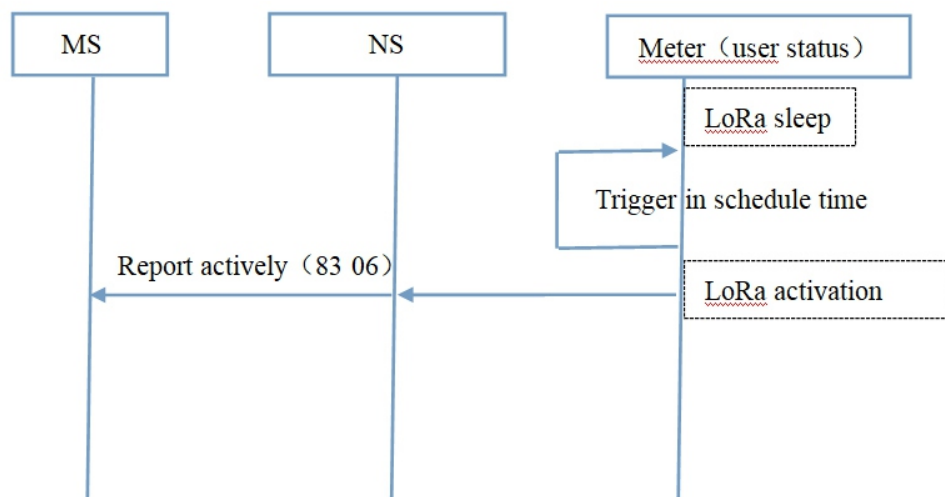 MS
NS
Meter（user status）
LoRa sleep
Trigger in schedule time
Report actively（83 06）
LoRa activation